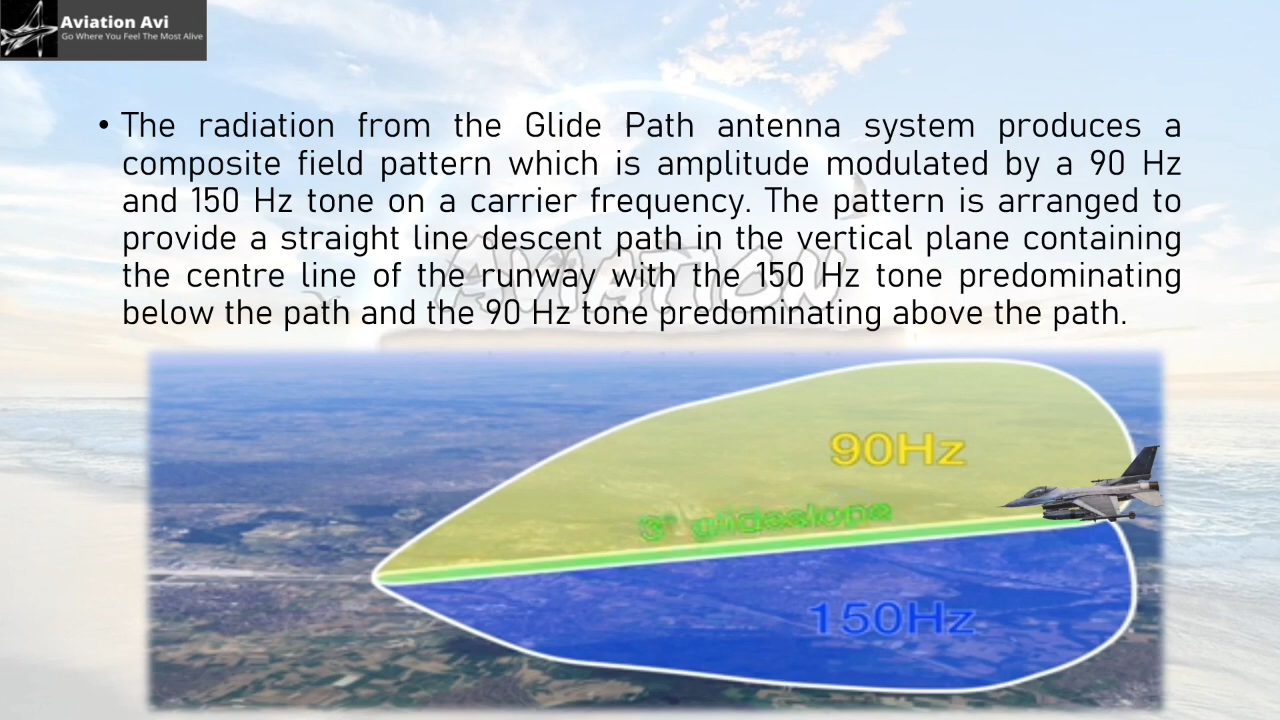 Aviation Avi
Go Where You Feel The Most Alive
• The radiation from the Glide Path antenna system produces a
composite field pattern which is amplitude modulated by a 90 Hz
and 150 Hz tone on a carrier frequency. The pattern is arranged to
provide a straight line descent path in the vertical plane containing
the centre line of the runway with the 150 Hz tone predominating
below the path and the 90 Hz tone predominating above the path.
AVIATION
90Hz
3° glideslope
150Hz